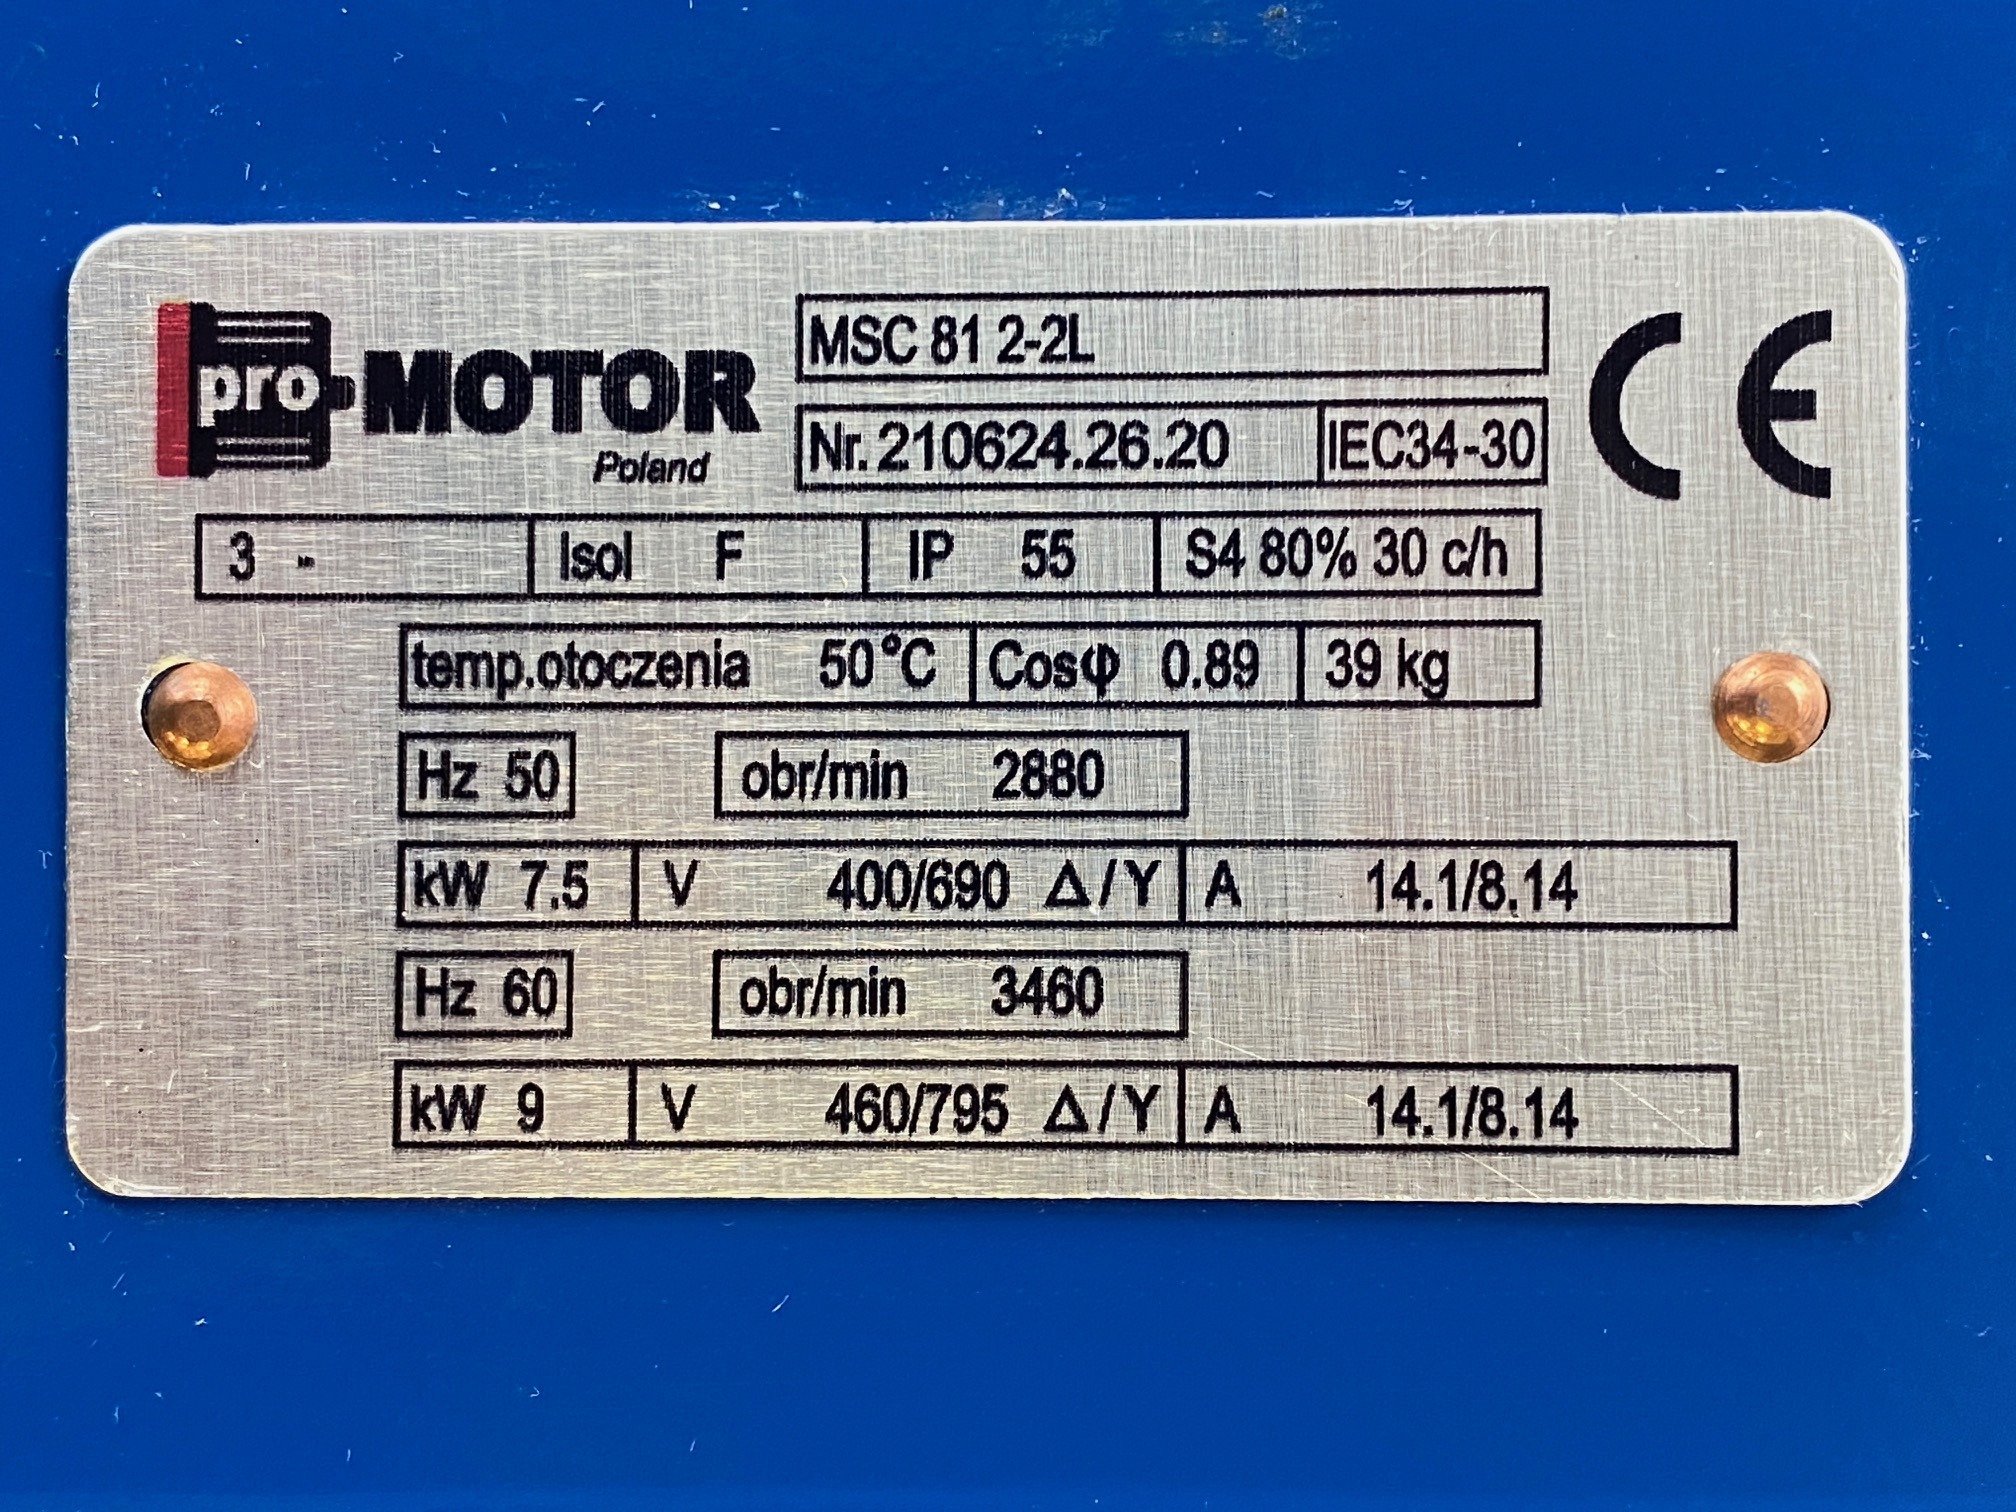 pro MOTOR
Poland
MSC 81 2-2L
Nr. 210624.26.20 IEC34-30
CE
3 ~ Isol F IP 55 S4 80% 30 c/h
temp.otoczenia 50°C Cosφ 0.89 39 kg
Hz 50 obr/min 2880
kW 7.5 V 400/690 Δ/Y A 14.1/8.14
Hz 60 obr/min 3460
kW 9 V 460/795 Δ/Y A 14.1/8.14